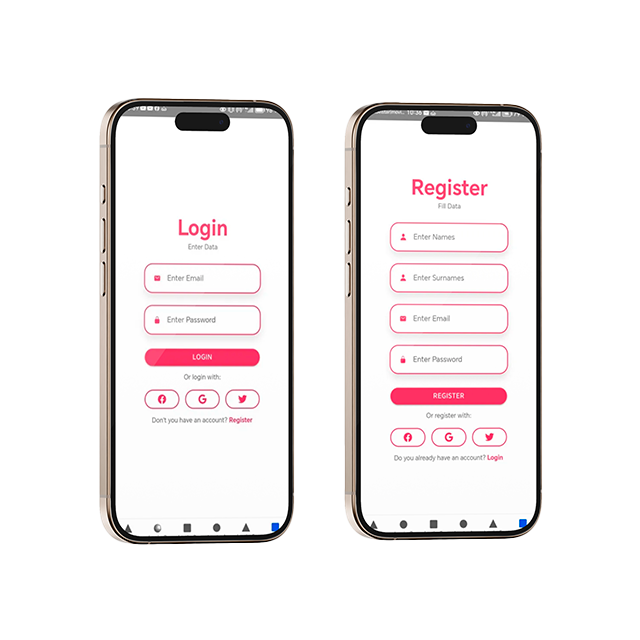 Login
Enter Data
Enter Email
Enter Password
LOGIN
Or login with:
Don't you have an account? Register
10:36
Register
Fill Data
Enter Names
Enter Surnames
Enter Email
Enter Password
REGISTER
Or register with:
Do you already have an account? Login